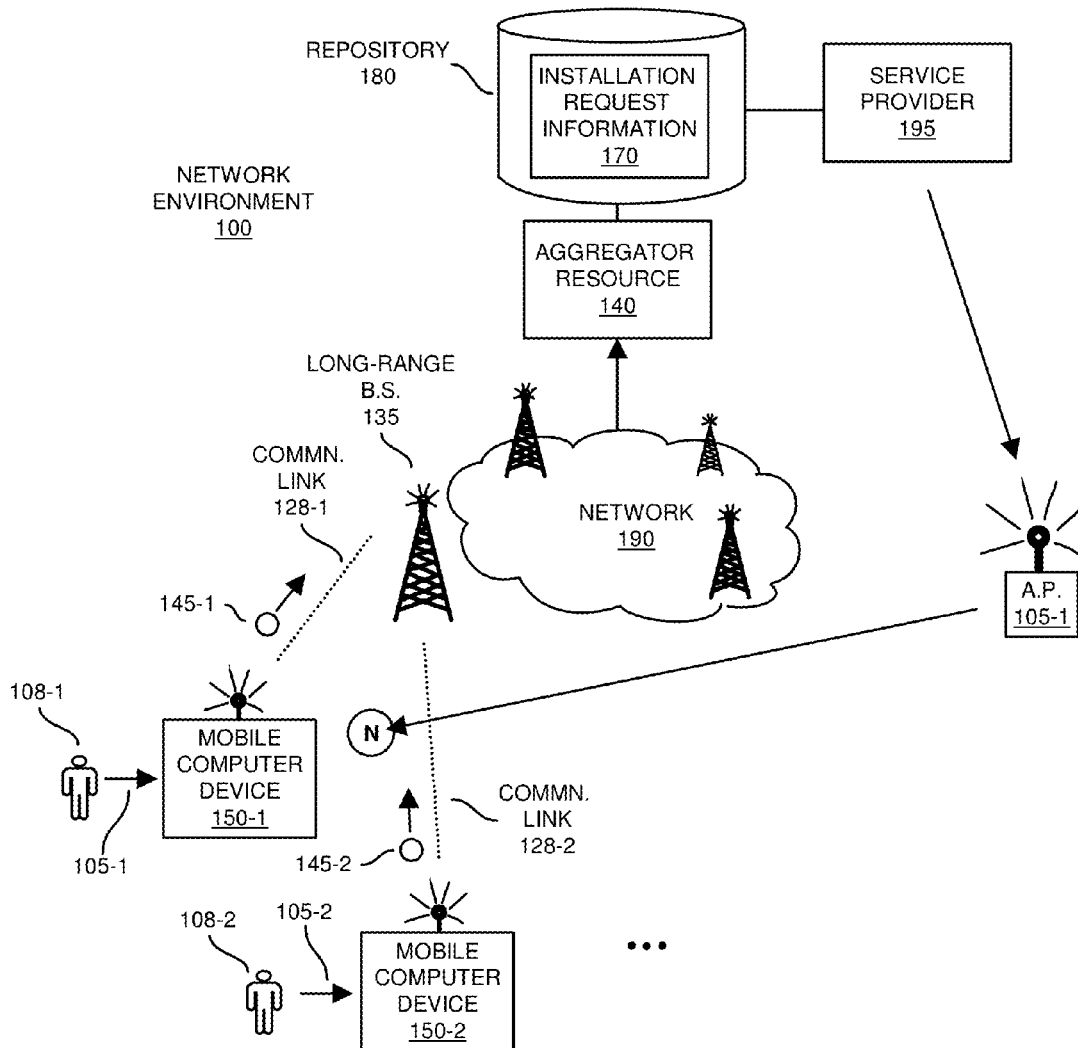 REPOSITORY
180
INSTALLATION
REQUEST
INFORMATION
170
SERVICE
PROVIDER
195
NETWORK
ENVIRONMENT
100
AGGREGATOR
RESOURCE
140
LONG-RANGE
B.S.
135
COMMN.
LINK
128-1
NETWORK
190
A.P.
105-1
145-1
108-1
MOBILE
COMPUTER
DEVICE
150-1
105-1
N
COMMN.
LINK
128-2
145-2
108-2
105-2
MOBILE
COMPUTER
DEVICE
150-2
•••